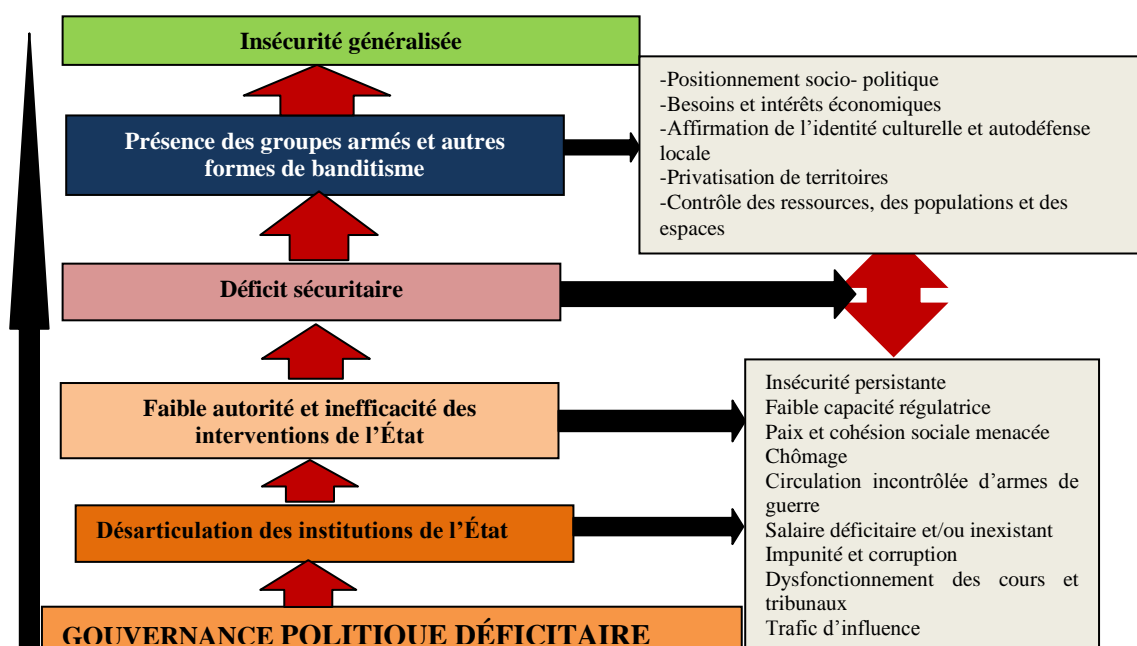 Insécurité généralisée
-Positionnement socio- politique
-Besoins et intérêts économiques
-Affirmation de l’identité culturelle et autodéfense
locale
-Privatisation de territoires
-Contrôle des ressources, des populations et des
espaces
Présence des groupes armés et autres
formes de banditisme
Déficit sécuritaire
Faible autorité et inefficacité des
interventions de l’État
Insécurité persistante
Faible capacité régulatrice
Paix et cohésion sociale menacée
Chômage
Circulation incontrôlée d’armes de
guerre
Salaire déficitaire et/ou inexistant
Impunité et corruption
Dysfonctionnement des cours et
tribunaux
Trafic d’influence
Désarticulation des institutions de l’État
GOUVERNANCE POLITIQUE DÉFICITAIRE